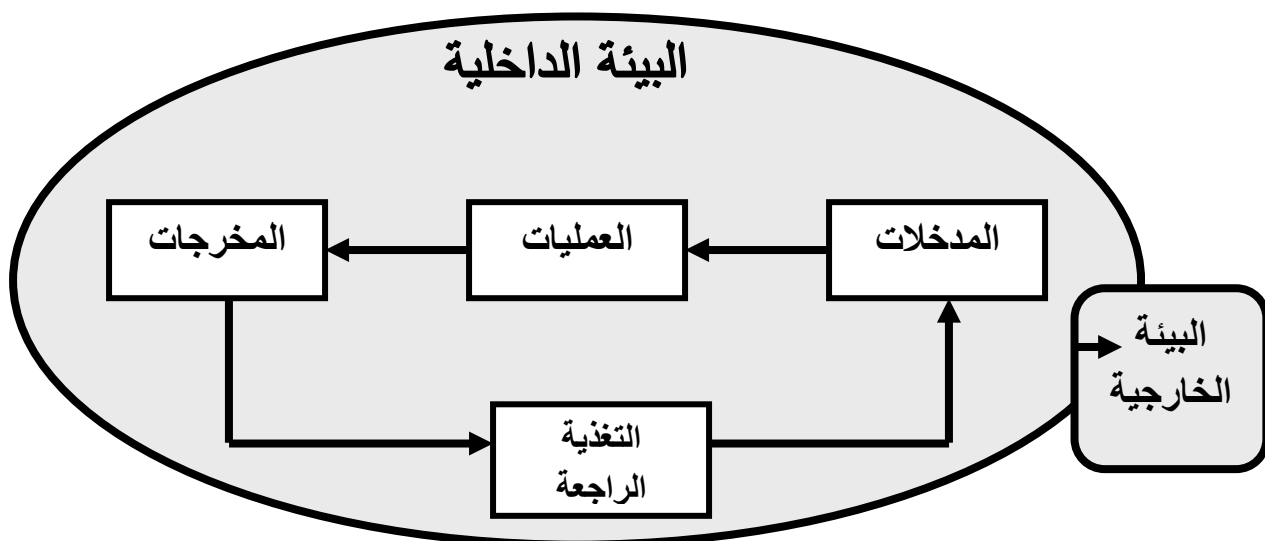 البيئة الداخلية
المدخلات
العمليات
المخرجات
البيئة
الخارجية
التغذية
الراجعة